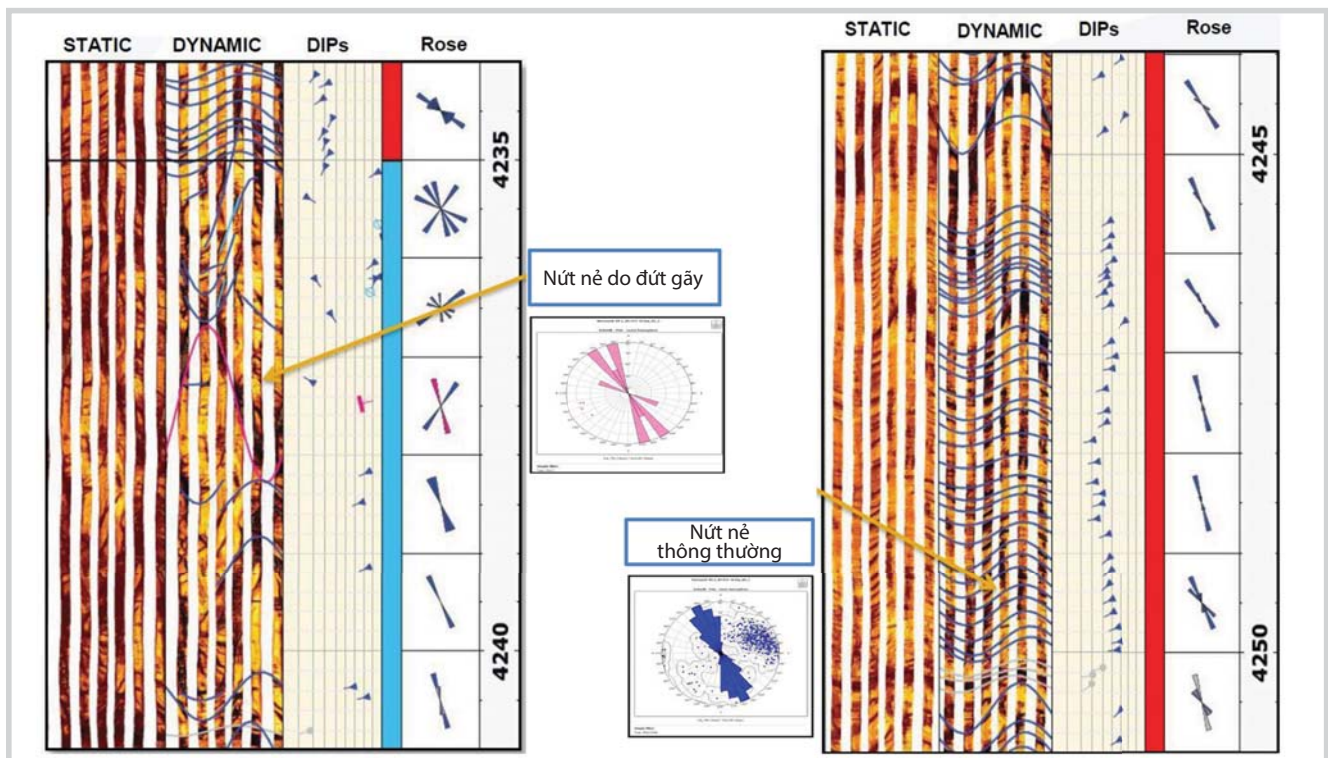 STATIC DYNAMIC DIPs Rose
4235
4240
Nứt nẻ do đứt gãy
Nứt nẻ
thông thường
STATIC DYNAMIC DIPs Rose
4245
4250